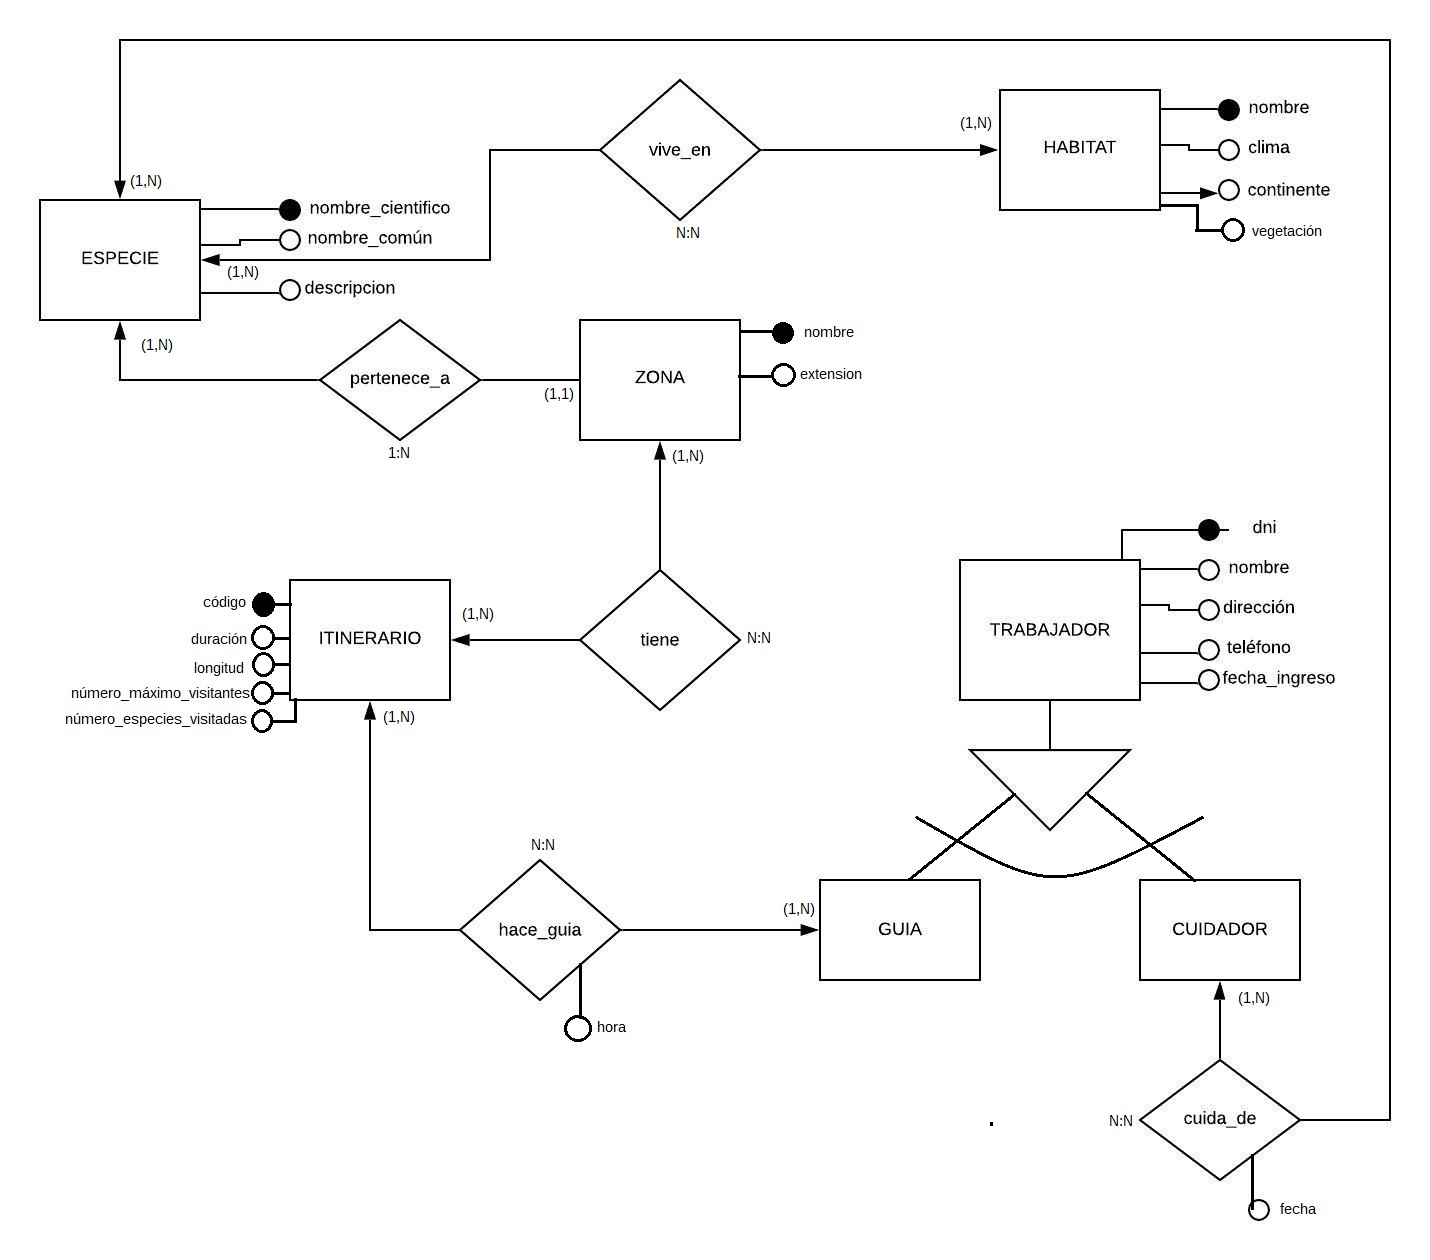 (1,N)
vive_en
N:N
(1,N)
HABITAT
nombre
clima
continente
vegetación
(1,N)
ESPECIE
nombre_cientifico
nombre_común
(1,N)
descripcion
(1,N)
pertenece_a
1:N
(1,1)
ZONA
nombre
extension
(1,N)
código
duración
longitud
número_máximo_visitantes
número_especies_visitadas
ITINERARIO
(1,N)
tiene
N:N
(1,N)
TRABAJADOR
dni
nombre
dirección
teléfono
fecha_ingreso
N:N
hace_guia
hora
(1,N)
GUIA
CUIDADOR
(1,N)
N:N
cuida_de
fecha